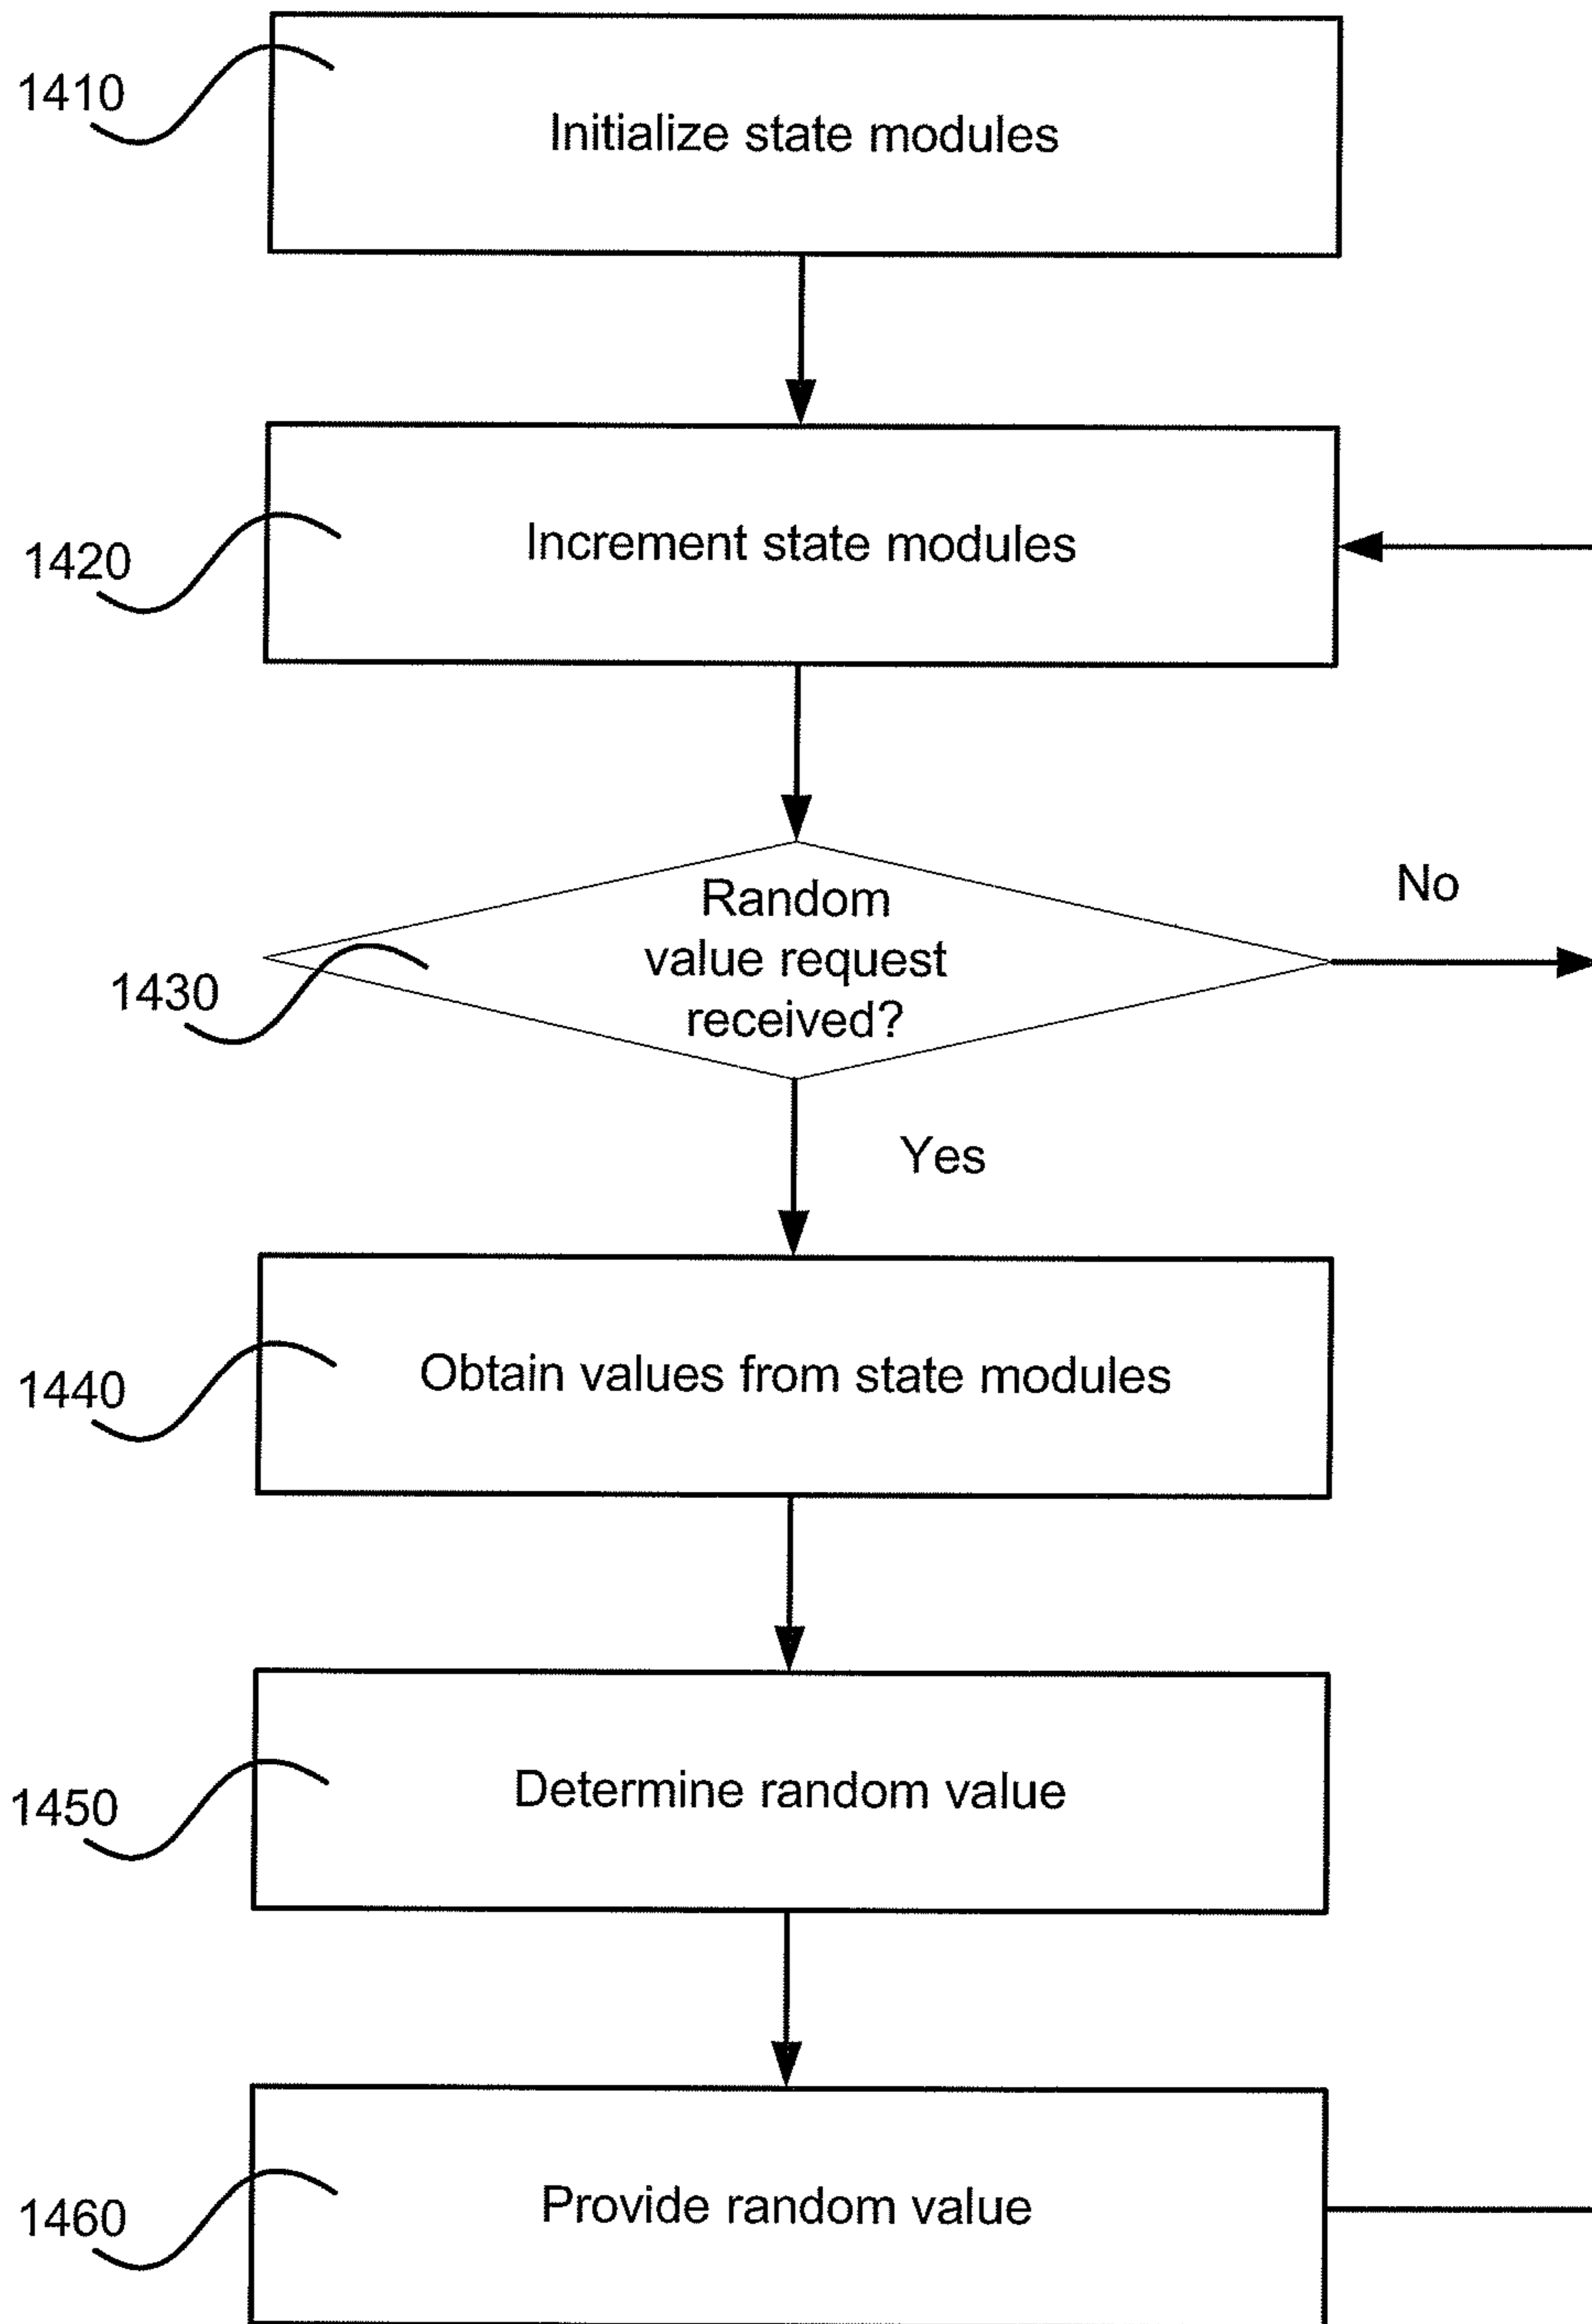 1410
Initialize state modules
1420
Increment state modules
No
Random
value request
received?
1430
Yes
1440
Obtain values from state modules
1450
Determine random value
1460
Provide random value